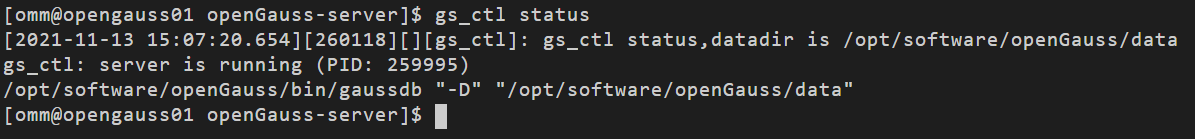 [omm@opengauss01 openGauss-server]$ gs_ctl status
[2021-11-13 15:07:20.654][260118][][gs_ctl]: gs_ctl status,datadir is /opt/software/openGauss/data
gs_ctl: server is running (PID: 259995)
/opt/software/openGauss/bin/gaussdb "-D" "/opt/software/openGauss/data"
[omm@opengauss01 openGauss-server]$